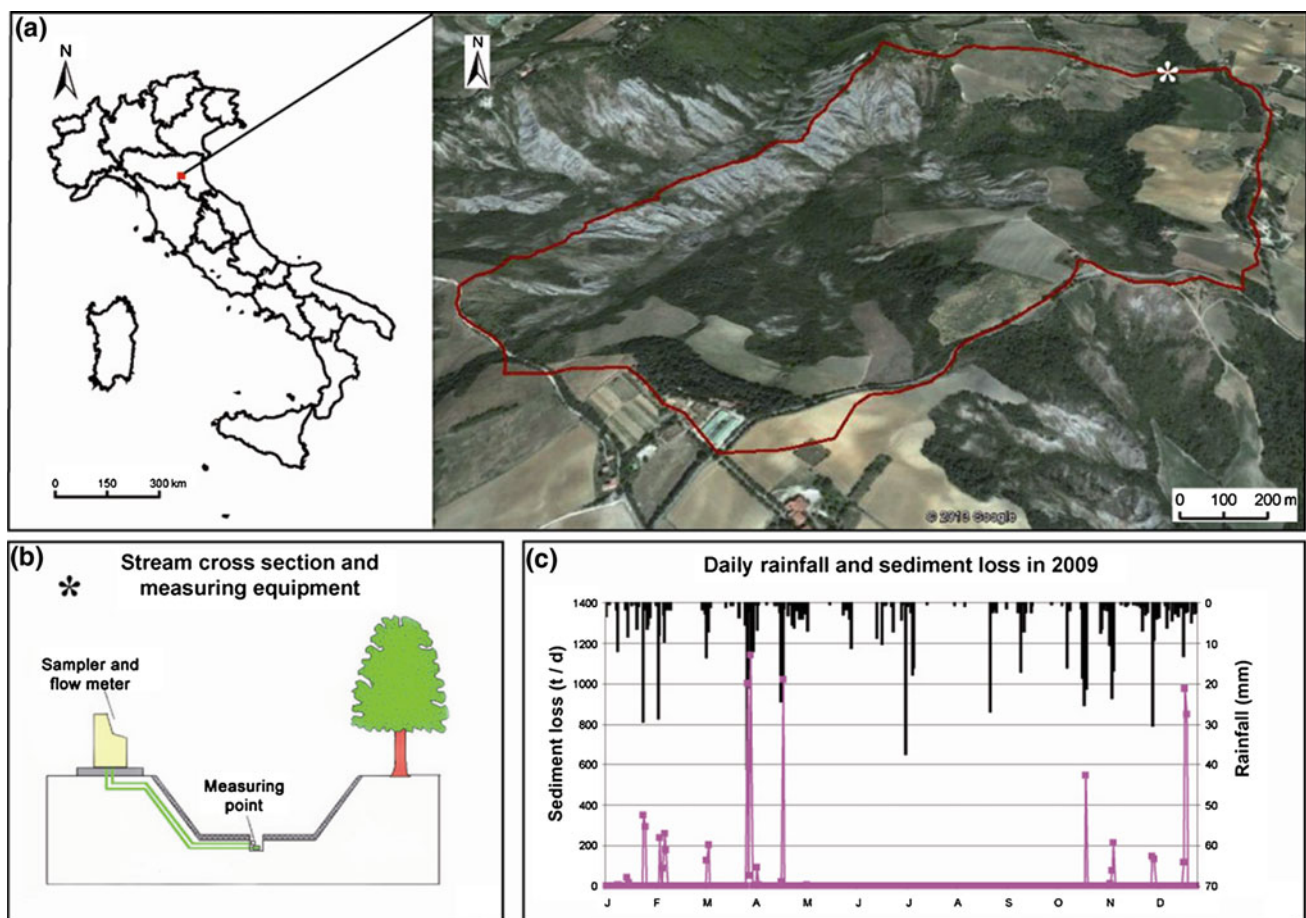 (a)
N
0 150 300 km
N
*
© 2013 Google
0 100 200 m
(b)
Stream cross section and
* measuring equipment
Sampler and
flow meter
Measuring
point
(c)
Daily rainfall and sediment loss in 2009
Sediment loss (t / d)
1400
1200
1000
800
600
400
200
0
J F M A M J J A S O N D
0
10
20
30
40
50
60
70
Rainfall (mm)